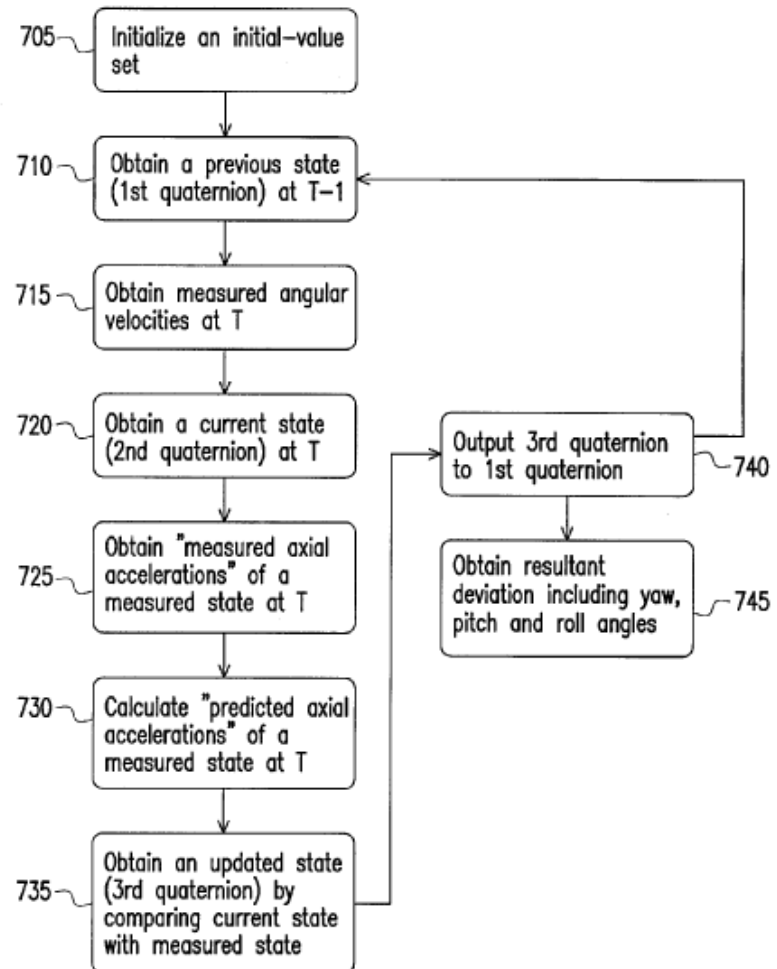 705
Initialize an initial-value
set
710
Obtain a previous state
(1st quaternion) at T-1
715
Obtain measured angular
velocities at T
720
Obtain a current state
(2nd quaternion) at T
725
Obtain "measured axial
accelerations" of a
measured state at T
730
Calculate "predicted axial
accelerations" of a
measured state at T
735
Obtain an updated state
(3rd quaternion) by
comparing current state
with measured state
Output 3rd quaternion
to 1st quaternion
740
Obtain resultant
deviation including yaw,
pitch and roll angles
745